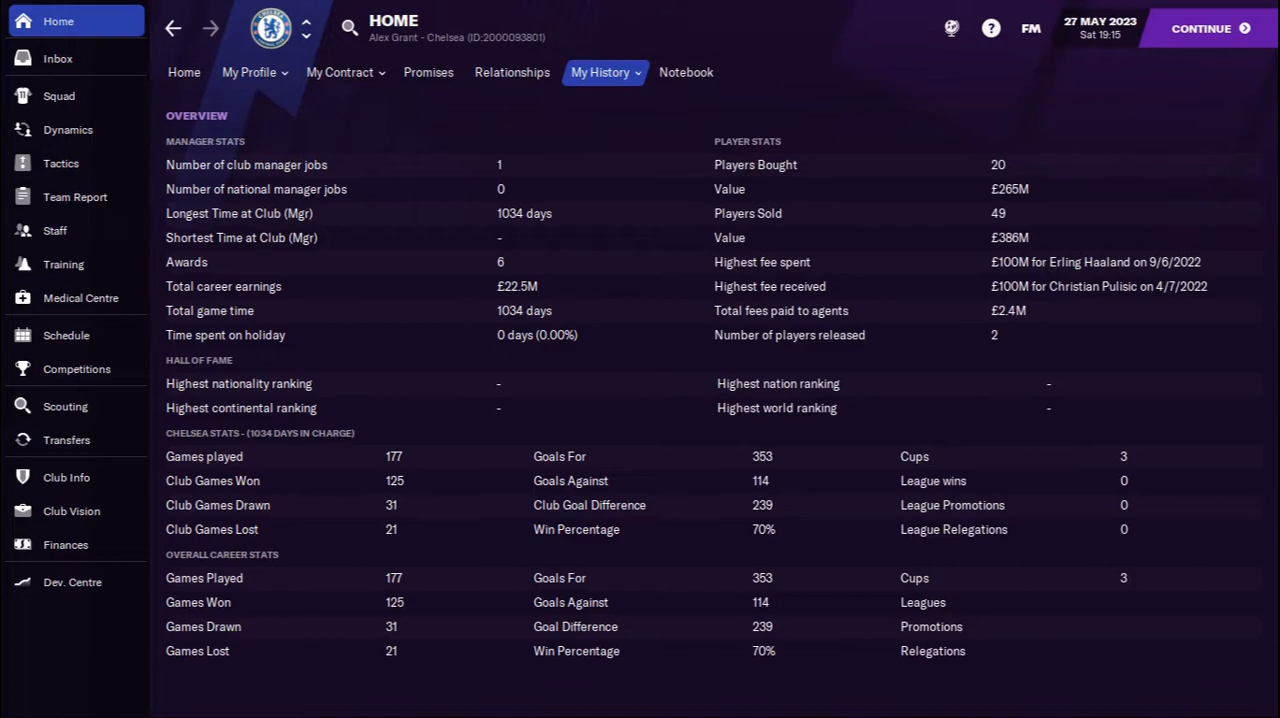 Home
Inbox
Squad
Dynamics
Tactics
Team Report
Staff
Training
Medical Centre
Schedule
Competitions
Scouting
Transfers
Club Info
Club Vision
Finances
Dev. Centre
HOME
Alex Grant - Chelsea (ID:2000093801)
FM
27 MAY 2023
Sat 19:15
CONTINUE
Home My Profile My Contract Promises Relationships My History Notebook
OVERVIEW
MANAGER STATS
Number of club manager jobs 1
Number of national manager jobs 0
Longest Time at Club (Mgr) 1034 days
Shortest Time at Club (Mgr) -
Awards 6
Total career earnings £22.5M
Total game time 1034 days
Time spent on holiday 0 days (0.00%)
PLAYER STATS
Players Bought 20
Value £265M
Players Sold 49
Value £386M
Highest fee spent £100M for Erling Haaland on 9/6/2022
Highest fee received £100M for Christian Pulisic on 4/7/2022
Total fees paid to agents £2.4M
Number of players released 2
HALL OF FAME
Highest nationality ranking - Highest nation ranking -
Highest continental ranking - Highest world ranking -
CHELSEA STATS - (1034 DAYS IN CHARGE)
Games played 177 Goals For 353 Cups 3
Club Games Won 125 Goals Against 114 League wins 0
Club Games Drawn 31 Club Goal Difference 239 League Promotions 0
Club Games Lost 21 Win Percentage 70% League Relegations 0
OVERALL CAREER STATS
Games Played 177 Goals For 353 Cups 3
Games Won 125 Goals Against 114 Leagues
Games Drawn 31 Goal Difference 239 Promotions
Games Lost 21 Win Percentage 70% Relegations